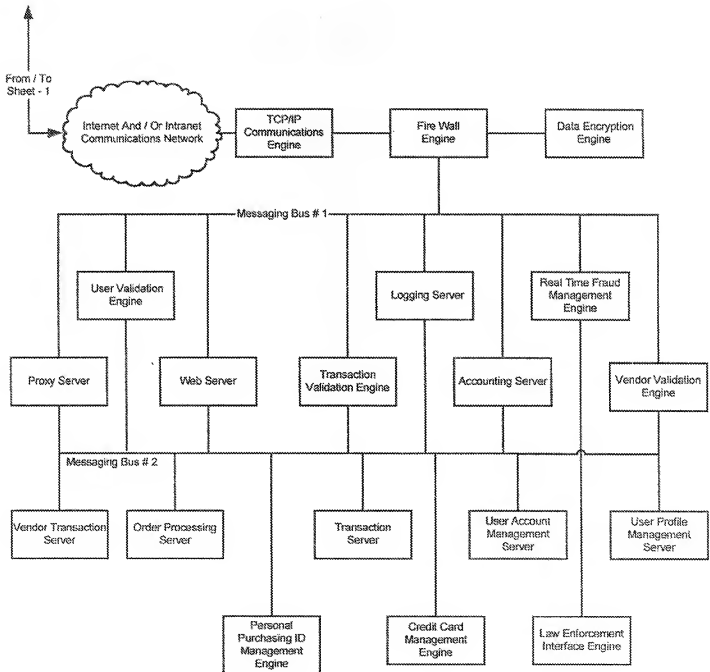 From / To
Sheet - 1
Internet And / Or Intranet
Communications Network
TCP/IP
Communications
Engine
Fire Wall
Engine
Data Encryption
Engine
Messaging Bus # 1
User Validation
Engine
Logging Server
Real Time Fraud
Management
Engine
Proxy Server
Web Server
Transaction
Validation Engine
Accounting Server
Vendor Validation
Engine
Messaging Bus # 2
Vendor Transaction
Server
Order Processing
Server
Transaction
Server
User Account
Management
Server
User Profile
Management
Server
Personal
Purchasing ID
Management
Engine
Credit Card
Management
Engine
Law Enforcement
Interface Engine